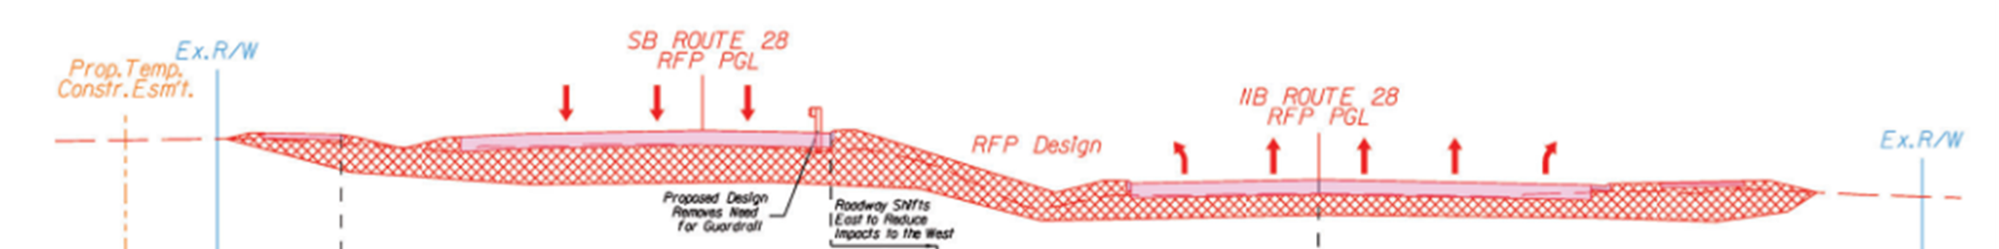 Ex.R/W
Prop.Temp.
Constr.Esm't.
SB ROUTE 28
RFP PGL
Proposed Design
Removes Need
for Guardrail
Roadway Shifts
East to Reduce
Impacts to the West
RFP Design
NB ROUTE 28
RFP PGL
Ex.R/W